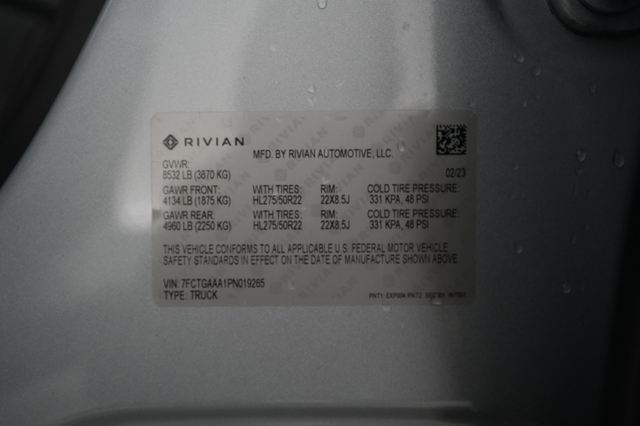 RIVIAN
MFD. BY RIVIAN AUTOMOTIVE, LLC.
GVWR:
8532 LB (3870 KG) 02/23
GAWR FRONT: WITH TIRES: RIM: COLD TIRE PRESSURE:
4134 LB (1875 KG) HL275/50R22 22X8.5J 331 KPA, 48 PSI
GAWR REAR: WITH TIRES: RIM: COLD TIRE PRESSURE:
4960 LB (2250 KG) HL275/50R22 22X8.5J 331 KPA, 48 PSI
THIS VEHICLE CONFORMS TO ALL APPLICABLE U.S. FEDERAL MOTOR VEHICLE
SAFETY STANDARDS IN EFFECT ON THE DATE OF MANUFACTURE SHOWN ABOVE.
VIN: 7FCTGAAA1PN019265
TYPE: TRUCK PNT1: PNT2: